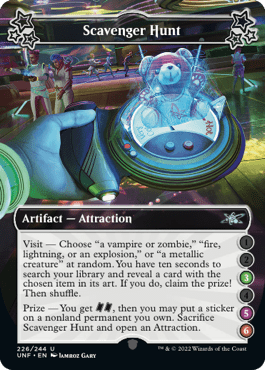 Scavenger Hunt
Artifact — Attraction
Visit — Choose “a vampire or zombie,” “fire,
lightning, or an explosion,” or “a metallic
creature” at random. You have ten seconds to
search your library and reveal a card with the
chosen item in its art. If you do, claim the prize!
Then shuffle.
Prize — You get, then you may put a sticker
on a nonland permanent you own. Sacrifice
Scavenger Hunt and open an Attraction.
1
2
3
4
5
6
226/244 U
UNF • EN Jarroz Gary
™ & © 2022 Wizards of the Coast